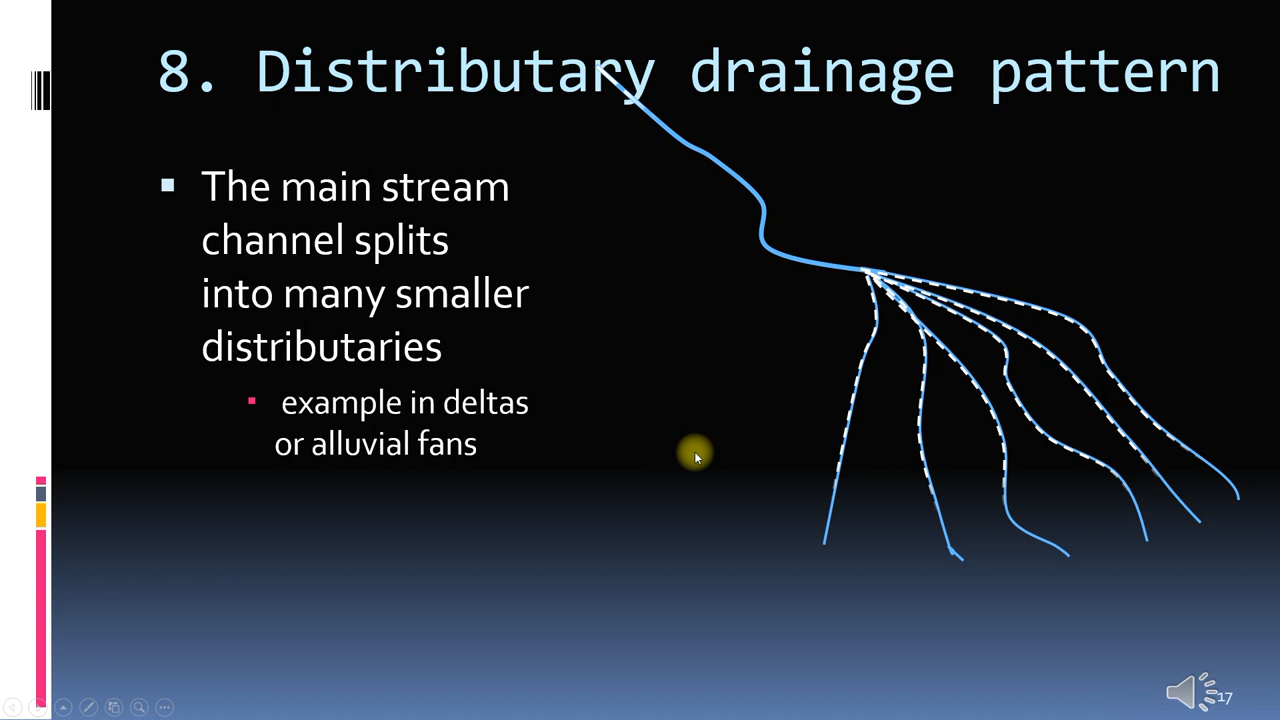 8. Distributary drainage pattern
The main stream
channel splits
into many smaller
distributaries
example in deltas
or alluvial fans
17